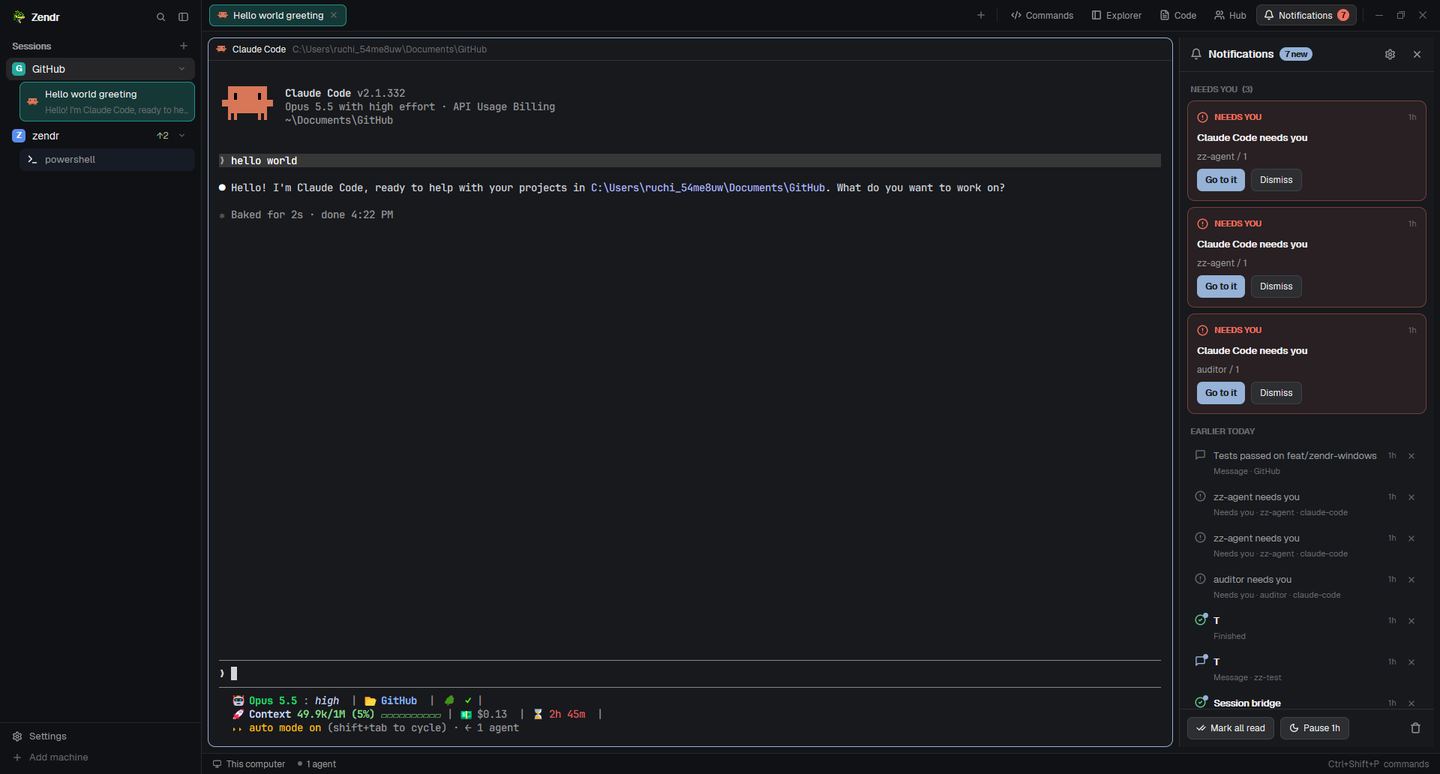 Zendr
Sessions
G GitHub
Hello world greeting
Hello! I'm Claude Code, ready to he...
Z zendr ↑2
powershell
Settings
Add machine
Hello world greeting
Commands
Explorer
Code
Hub
Notifications 7
Claude Code C:\Users\ruchi_54me8uw\Documents\GitHub
Claude Code v2.1.332
Opus 5.5 with high effort · API Usage Billing
~\Documents\GitHub
❯ hello world
● Hello! I'm Claude Code, ready to help with your projects in C:\Users\ruchi_54me8uw\Documents\GitHub. What do you want to work on?
Baked for 2s · done 4:22 PM
❯
Opus 5.5 : high | GitHub | ✓ |
Context 49.9k/1M (5%) | $0.13 | 2h 45m |
auto mode on (shift+tab to cycle) · ← 1 agent
This computer
1 agent
Notifications 7 new
NEEDS YOU (3)
NEEDS YOU 1h
Claude Code needs you
zz-agent / 1
Go to it Dismiss
NEEDS YOU 1h
Claude Code needs you
zz-agent / 1
Go to it Dismiss
NEEDS YOU 1h
Claude Code needs you
auditor / 1
Go to it Dismiss
EARLIER TODAY
Tests passed on feat/zendr-windows 1h
Message · GitHub
zz-agent needs you 1h
Needs you · zz-agent · claude-code
zz-agent needs you 1h
Needs you · zz-agent · claude-code
auditor needs you 1h
Needs you · auditor · claude-code
T 1h
Finished
T 1h
Message · zz-test
Session bridge 1h
Mark all read Pause 1h
Ctrl+Shift+P commands